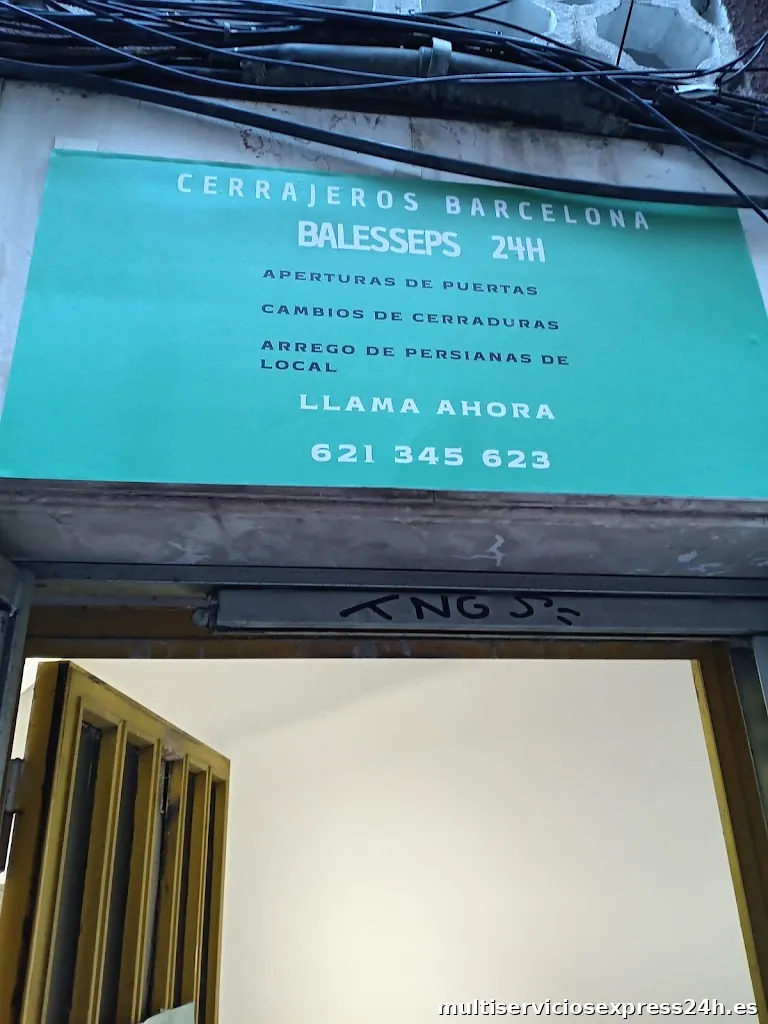 CERRAJEROS BARCELONA
BALESSEPS 24H
APERTURAS DE PUERTAS
CAMBIOS DE CERRADURAS
ARREGO DE PERSIANAS DE
LOCAL
LLAMA AHORA
621 345 623
multiserviciosexpress24h.es